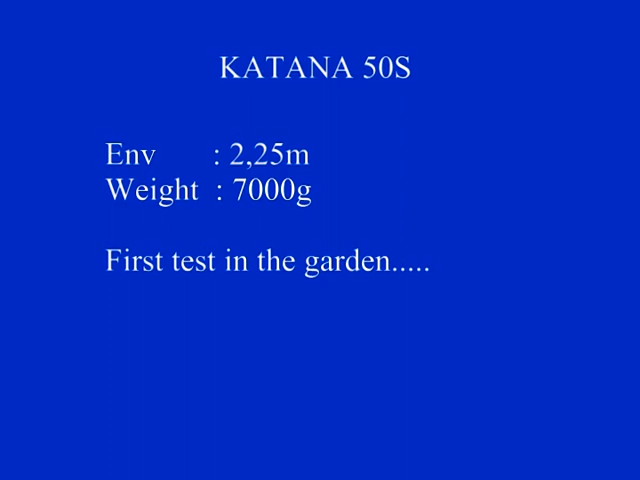 KATANA 50S
Env : 2,25m
Weight : 7000g
First test in the garden.....